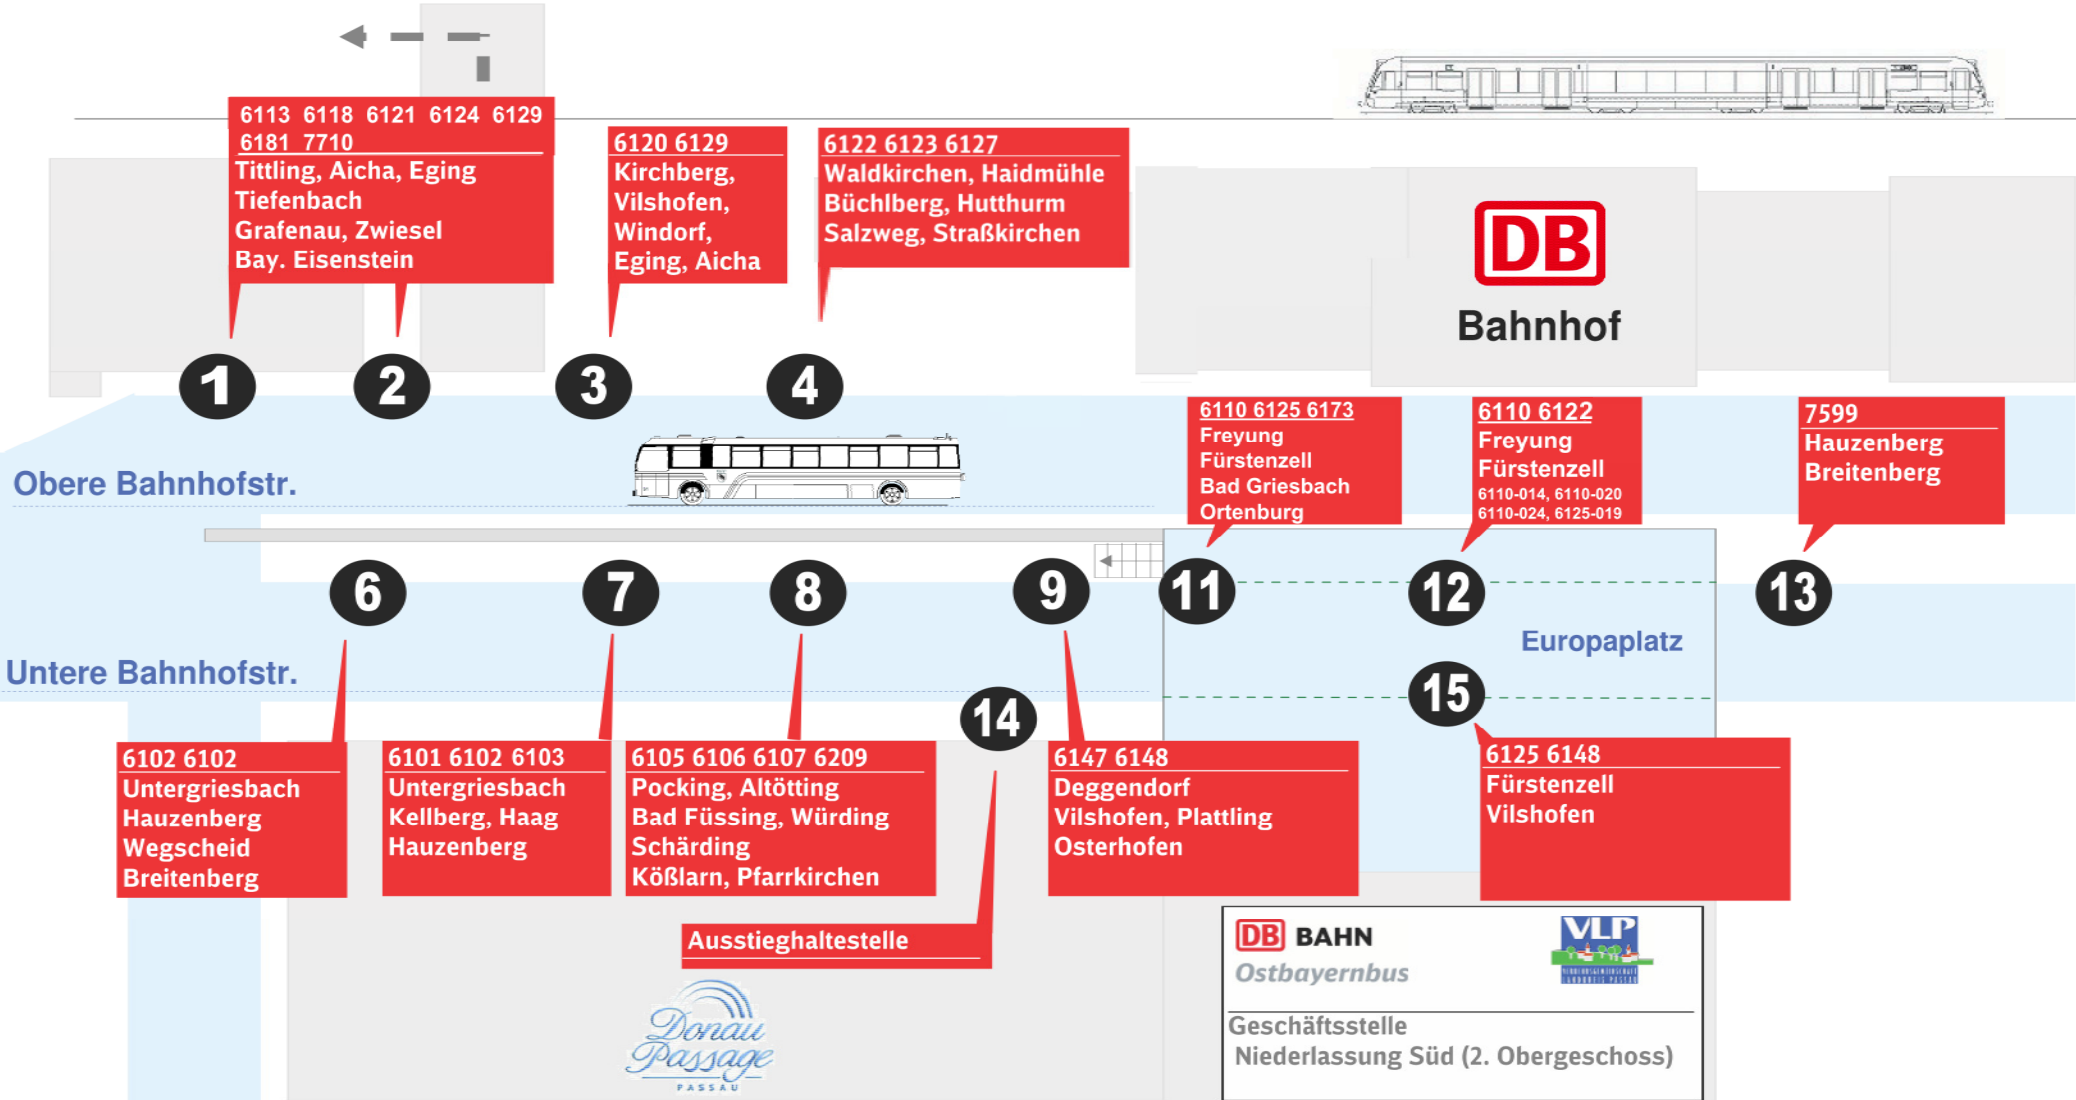 6113 6118 6121 6124 6129
6181 7710
Tittling, Aicha, Eging
Tiefenbach
Grafenau, Zwiesel
Bay. Eisenstein
6120 6129
Kirchberg,
Vilshofen,
Windorf,
Eging, Aicha
6122 6123 6127
Waldkirchen, Haidmühle
Büchlberg, Hutthurm
Salzweg, Straßkirchen
DB
Bahnhof
1
2
3
4
6110 6125 6173
Freyung
Fürstenzell
Bad Griesbach
Ortenburg
6110 6122
Freyung
Fürstenzell
6110-014, 6110-020
6110-024, 6125-019
7599
Hauzenberg
Breitenberg
Obere Bahnhofstr.
6
7
8
9
11
12
13
Europaplatz
Untere Bahnhofstr.
14
15
6102 6102
Untergriesbach
Hauzenberg
Wegscheid
Breitenberg
6101 6102 6103
Untergriesbach
Kellberg, Haag
Hauzenberg
6105 6106 6107 6209
Pocking, Altötting
Bad Füssing, Würding
Schärding
Kößlarn, Pfarrkirchen
6147 6148
Deggendorf
Vilshofen, Plattling
Osterhofen
6125 6148
Fürstenzell
Vilshofen
Ausstieghaltestelle
Donau
Passage
PASSAU
DB BAHN
Ostbayernbus
VLP
VERKEHRSGEMEINSCHAFT
LANDKREIS PASSAU
Geschäftsstelle
Niederlassung Süd (2. Obergeschoss)